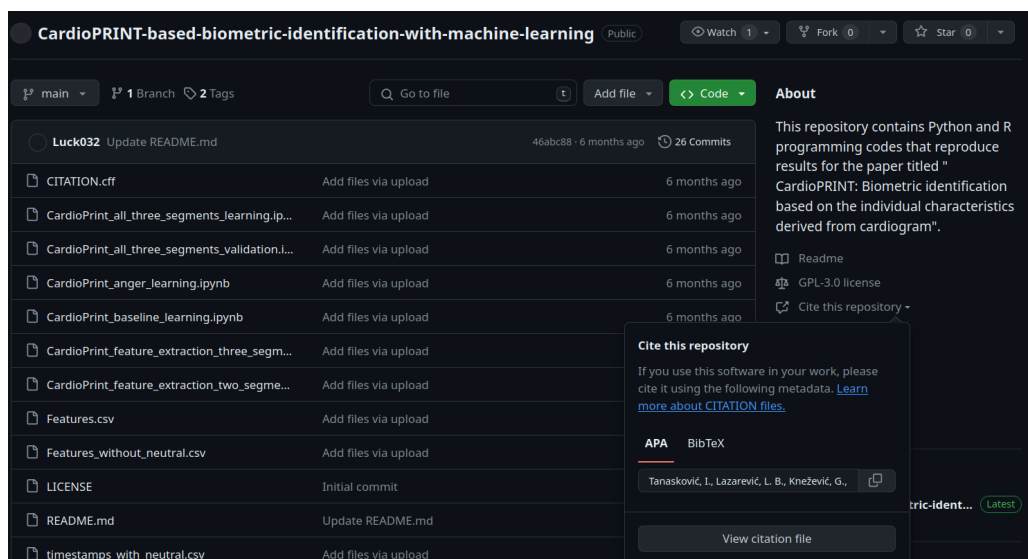 CardioPRINT-based-biometric-identification-with-machine-learning Public
Watch 1
Fork 0
Star 0
main
1 Branch
2 Tags
Go to file t
Add file
Code
Luck032 Update README.md 46abc88 · 6 months ago 26 Commits
CITATION.cff Add files via upload 6 months ago
CardioPrint_all_three_segments_learning.ip... Add files via upload 6 months ago
CardioPrint_all_three_segments_validation.i... Add files via upload 6 months ago
CardioPrint_anger_learning.ipynb Add files via upload 6 months ago
CardioPrint_baseline_learning.ipynb Add files via upload 6 months ago
CardioPrint_feature_extraction_three_segm... Add files via upload
CardioPrint_feature_extraction_two_segme... Add files via upload
Features.csv Add files via upload
Features_without_neutral.csv Add files via upload
LICENSE Initial commit
README.md Update README.md
timestamps_with_neutral.csv Add files via upload
About
This repository contains Python and R
programming codes that reproduce
results for the paper titled "
CardioPRINT: Biometric identification
based on the individual characteristics
derived from cardiogram".
Readme
GPL-3.0 license
Cite this repository
Cite this repository
If you use this software in your work, please
cite it using the following metadata. Learn
more about CITATION files.
APA BibTeX
Tanasković, I., Lazarević, L. B., Knežević, G.,
View citation file
tric-ident... Latest